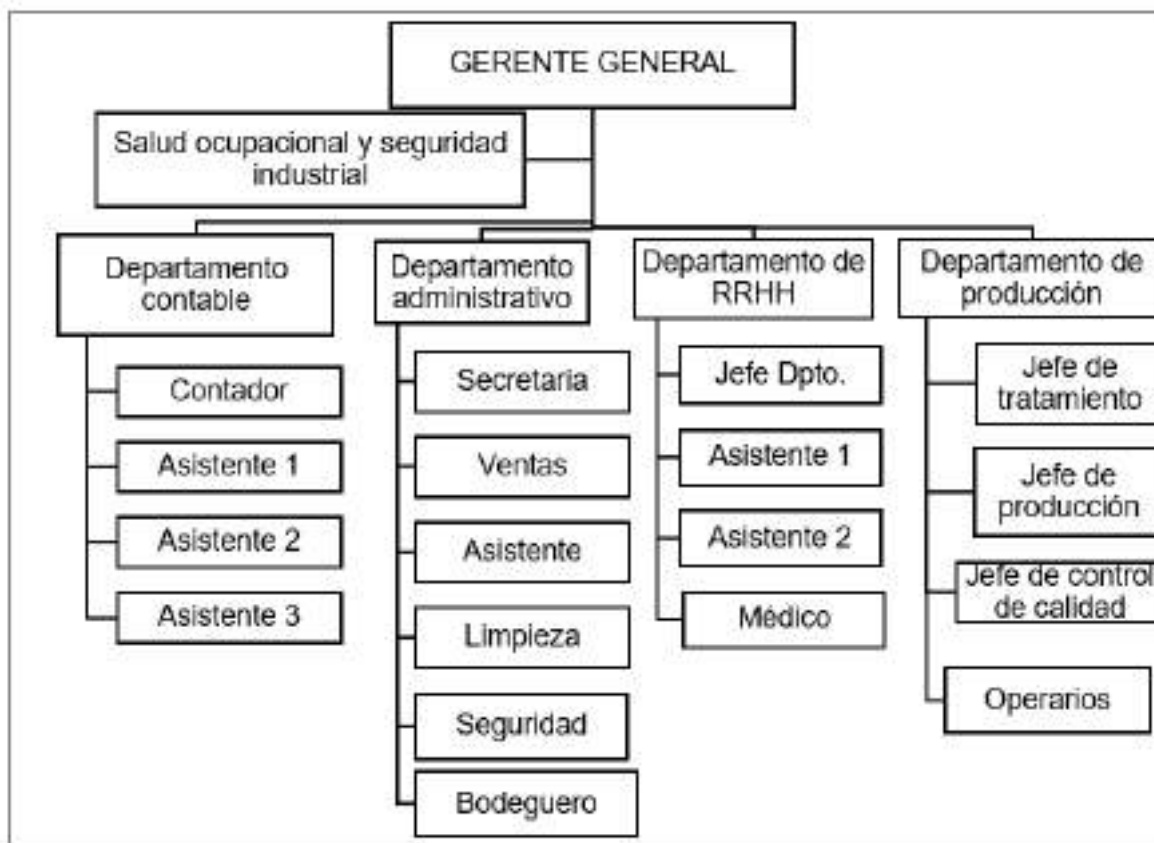 GERENTE GENERAL
Salud ocupacional y seguridad
industrial
Departamento
contable
Contador
Asistente 1
Asistente 2
Asistente 3
Departamento
administrativo
Secretaria
Ventas
Asistente
Limpieza
Seguridad
Bodeguero
Departamento de
RRHH
Jefe Dpto.
Asistente 1
Asistente 2
Médico
Departamento de
producción
Jefe de
tratamiento
Jefe de
producción
Jefe de control
de calidad
Operarios